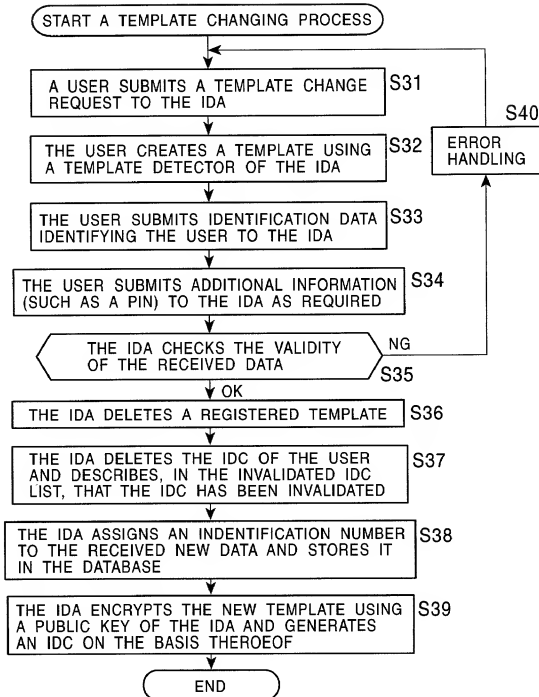 START A TEMPLATE CHANGING PROCESS
A USER SUBMITS A TEMPLATE CHANGE
REQUEST TO THE IDA
S31
S40
ERROR
HANDLING
THE USER CREATES A TEMPLATE USING
A TEMPLATE DETECTOR OF THE IDA
S32
THE USER SUBMITS IDENTIFICATION DATA
IDENTIFYING THE USER TO THE IDA
S33
THE USER SUBMITS ADDITIONAL INFORMATION
(SUCH AS A PIN) TO THE IDA AS REQUIRED
S34
THE IDA CHECKS THE VALIDITY
OF THE RECEIVED DATA
NG
S35
OK
THE IDA DELETES A REGISTERED TEMPLATE
S36
THE IDA DELETES THE IDC OF THE USER
AND DESCRIBES, IN THE INVALIDATED IDC
LIST, THAT THE IDC HAS BEEN INVALIDATED
S37
THE IDA ASSIGNS AN INDENTIFICATION NUMBER
TO THE RECEIVED NEW DATA AND STORES IT
IN THE DATABASE
S38
THE IDA ENCRYPTS THE NEW TEMPLATE USING
A PUBLIC KEY OF THE IDA AND GENERATES
AN IDC ON THE BASIS THEROEOF
S39
END